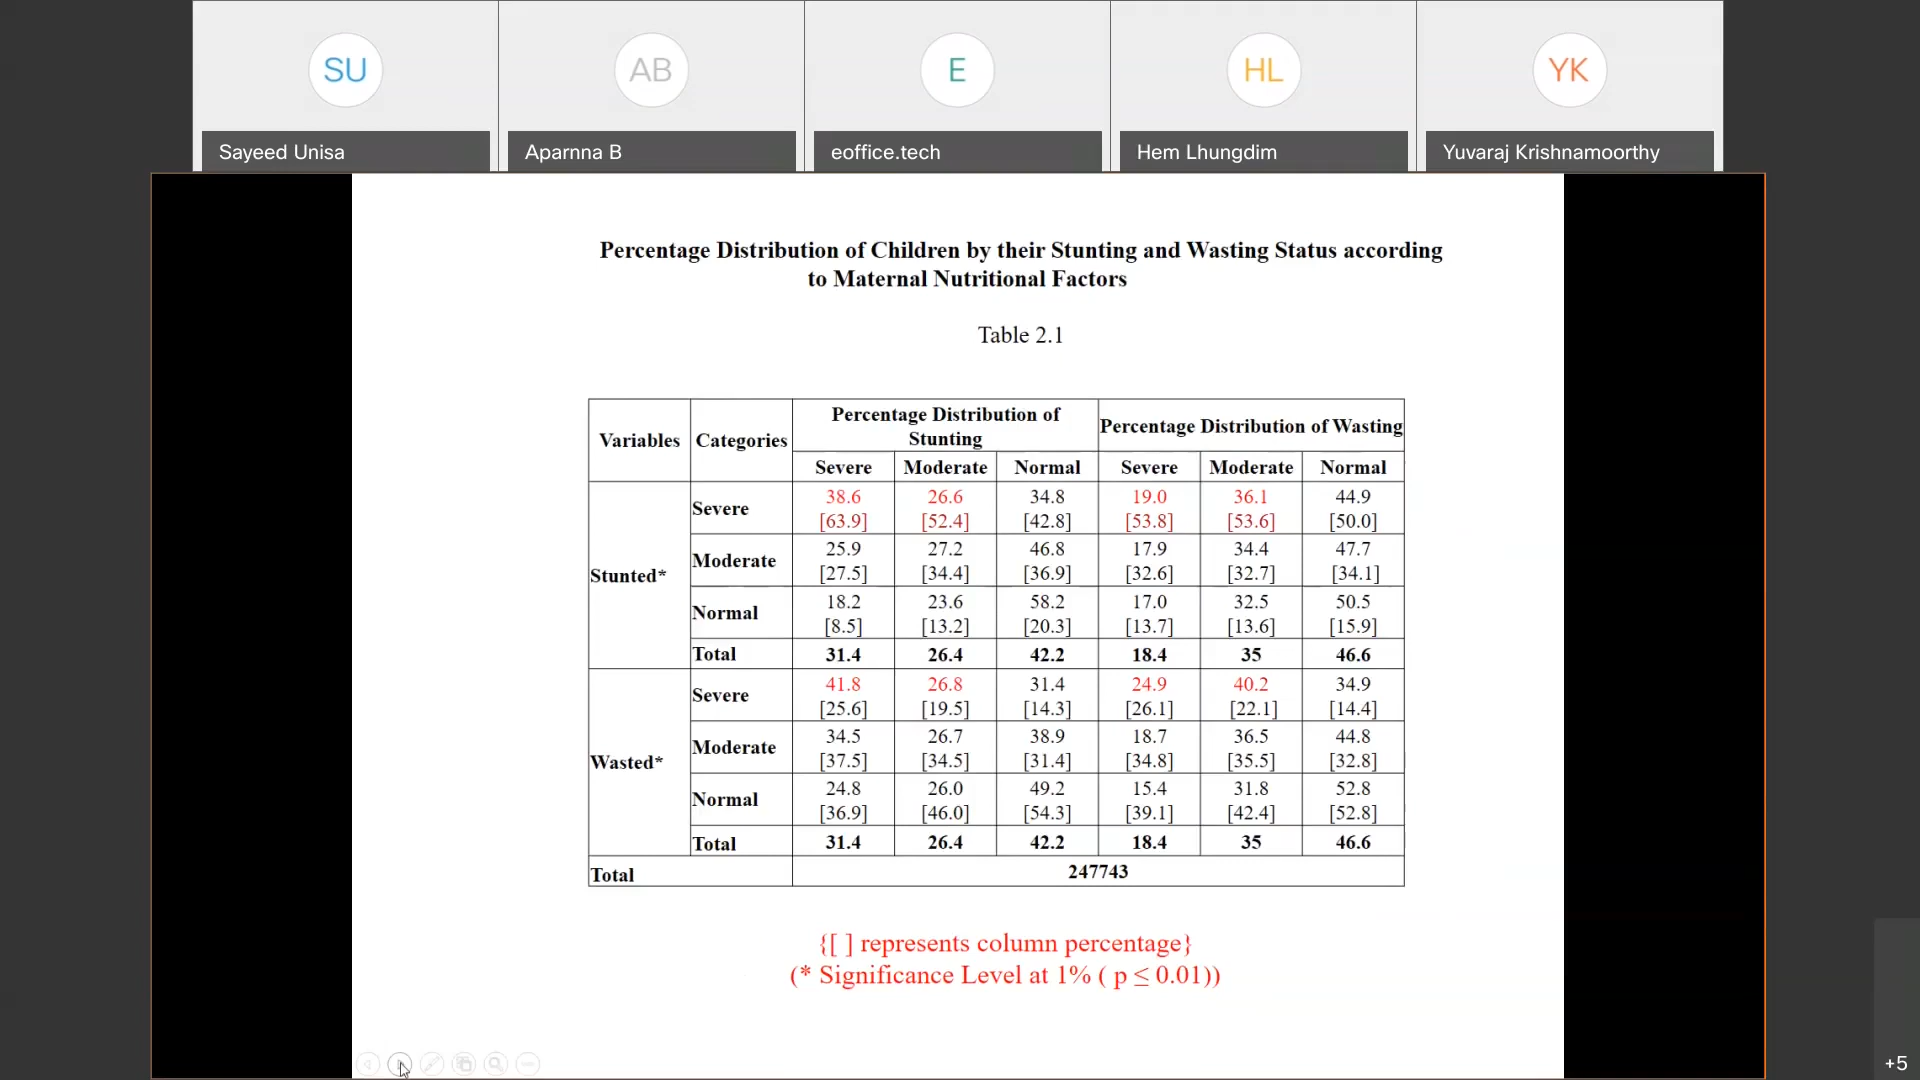 SU AB E HL YK
Sayeed Unisa Aparnna B eoffice.tech Hem Lhungdim Yuvaraj Krishnamoorthy
Percentage Distribution of Children by their Stunting and Wasting Status according
to Maternal Nutritional Factors
Table 2.1
Variables Categories Percentage Distribution of Stunting Percentage Distribution of Wasting
Severe Moderate Normal Severe Moderate Normal
Stunted*
Severe 38.6 26.6 34.8 19.0 36.1 44.9
[63.9] [52.4] [42.8] [53.8] [53.6] [50.0]
Moderate 25.9 27.2 46.8 17.9 34.4 47.7
[27.5] [34.4] [36.9] [32.6] [32.7] [34.1]
Normal 18.2 23.6 58.2 17.0 32.5 50.5
[8.5] [13.2] [20.3] [13.7] [13.6] [15.9]
Total 31.4 26.4 42.2 18.4 35 46.6
Wasted*
Severe 41.8 26.8 31.4 24.9 40.2 34.9
[25.6] [19.5] [14.3] [26.1] [22.1] [14.4]
Moderate 34.5 26.7 38.9 18.7 36.5 44.8
[37.5] [34.5] [31.4] [34.8] [35.5] [32.8]
Normal 24.8 26.0 49.2 15.4 31.8 52.8
[36.9] [46.0] [54.3] [39.1] [42.4] [52.8]
Total 31.4 26.4 42.2 18.4 35 46.6
Total 247743
{[ ] represents column percentage}
(* Significance Level at 1% ( p ≤ 0.01))
+5